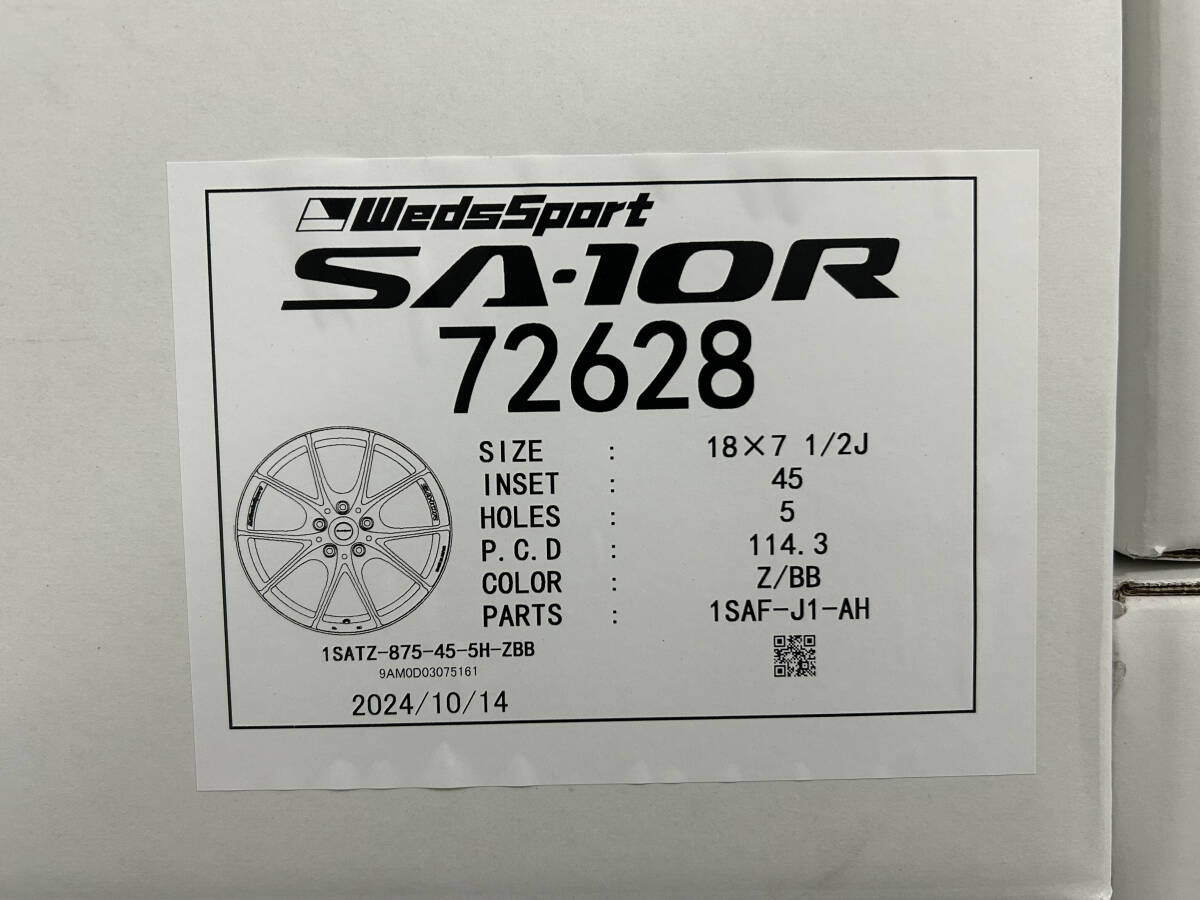 WedsSport
SA-10R
72628
SIZE : 18×7 1/2J
INSET : 45
HOLES : 5
P.C.D : 114.3
COLOR : Z/BB
PARTS : 1SAF-J1-AH
1SATZ-875-45-5H-ZBB
9AM0D03075161
2024/10/14